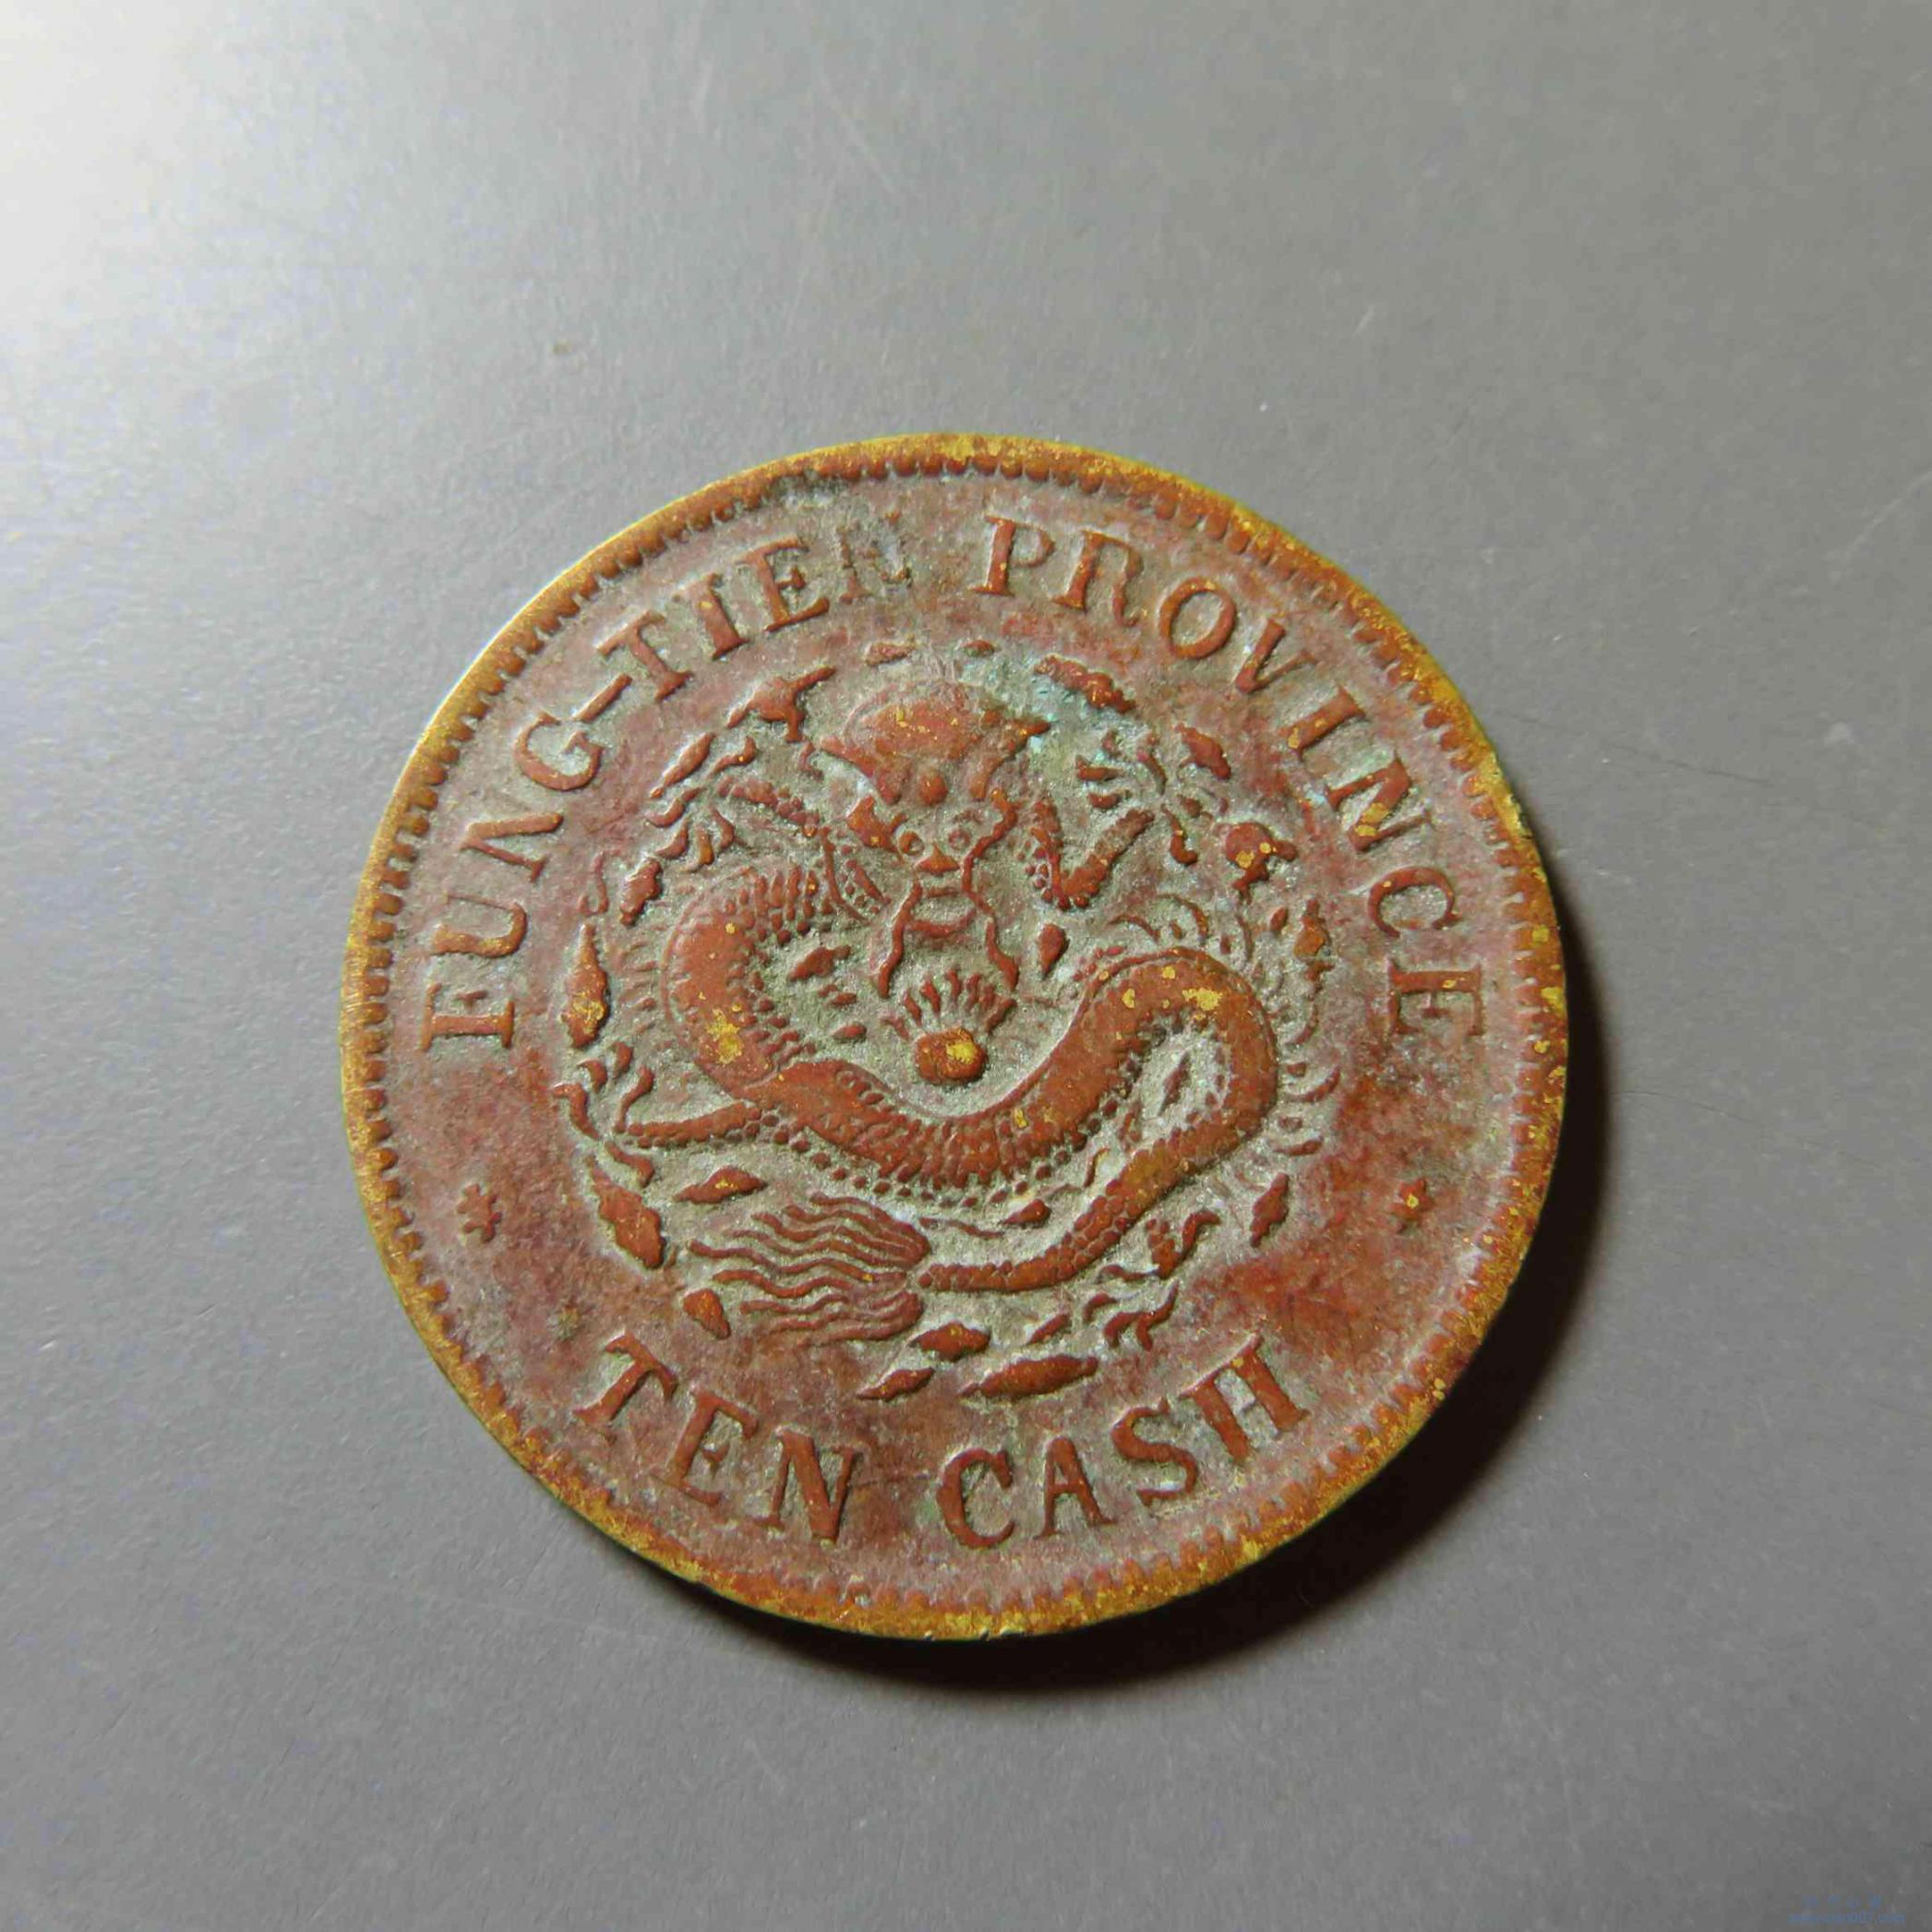 FUNG-TIEN PROVINCE
TEN CASH